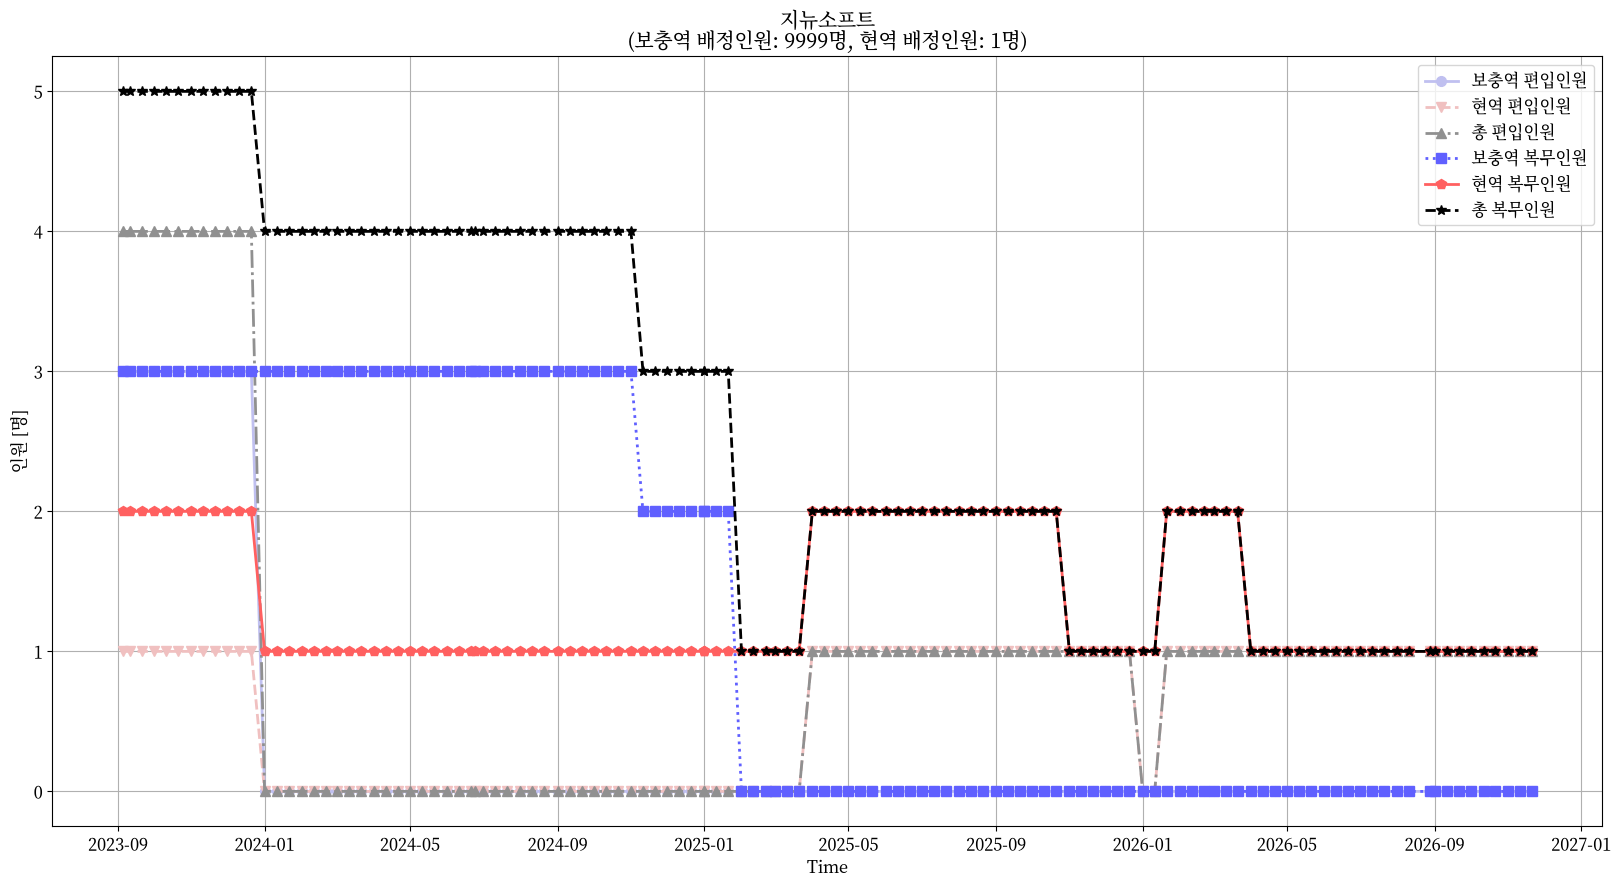 지뉴소프트
(보충역 배정인원: 9999명, 현역 배정인원: 1명)
보충역 편입인원
현역 편입인원
총 편입인원
보충역 복무인원
현역 복무인원
총 복무인원
인원 [명]
5
4
3
2
1
0
2023-09
2024-01
2024-05
2024-09
2025-01
2025-05
2025-09
2026-01
2026-05
2026-09
2027-01
Time